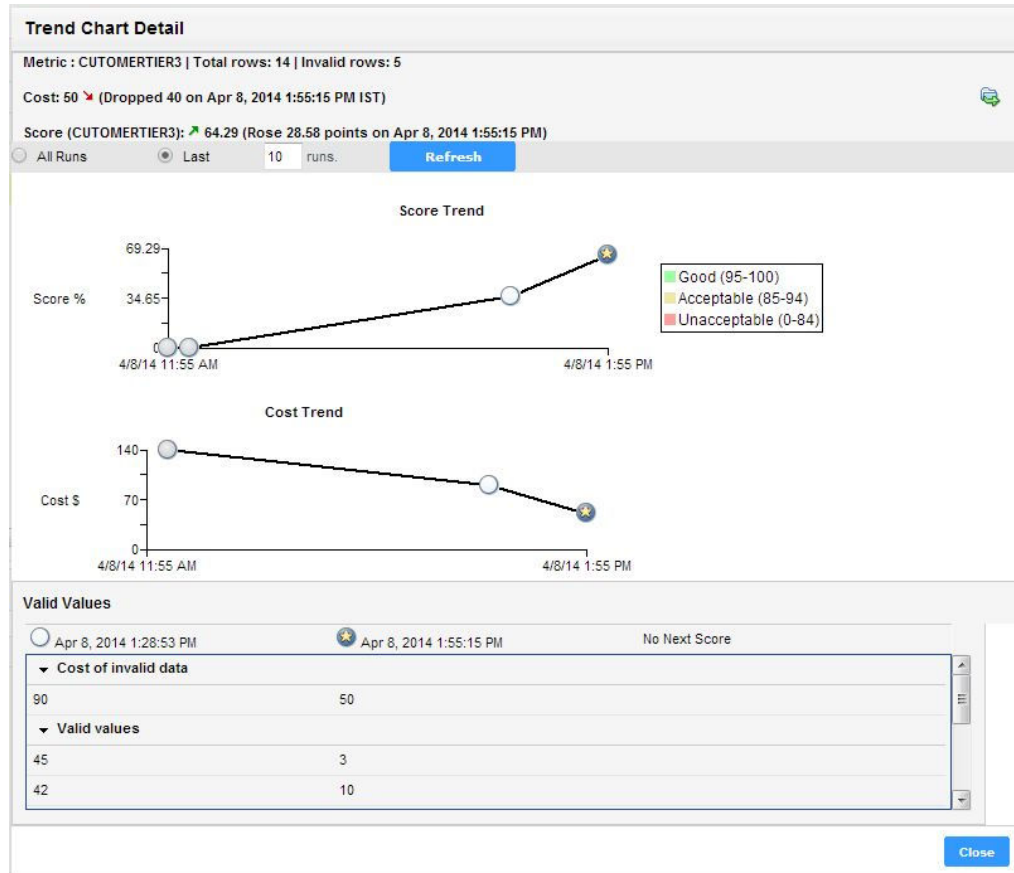 Trend Chart Detail
Metric : CUTOMERTIER3 | Total rows: 14 | Invalid rows: 5
Cost: 50 (Dropped 40 on Apr 8, 2014 1:55:15 PM IST)
Score (CUTOMERTIER3): 64.29 (Rose 28.58 points on Apr 8, 2014 1:55:15 PM)
All Runs Last 10 runs. Refresh
Score Trend
69.29
Score % 34.65
0
4/8/14 11:55 AM 4/8/14 1:55 PM
Good (95-100)
Acceptable (85-94)
Unacceptable (0-84)
Cost Trend
140
Cost $ 70
0
4/8/14 11:55 AM 4/8/14 1:55 PM
Valid Values
Apr 8, 2014 1:28:53 PM Apr 8, 2014 1:55:15 PM No Next Score
Cost of invalid data
90 50
Valid values
45 3
42 10
Close